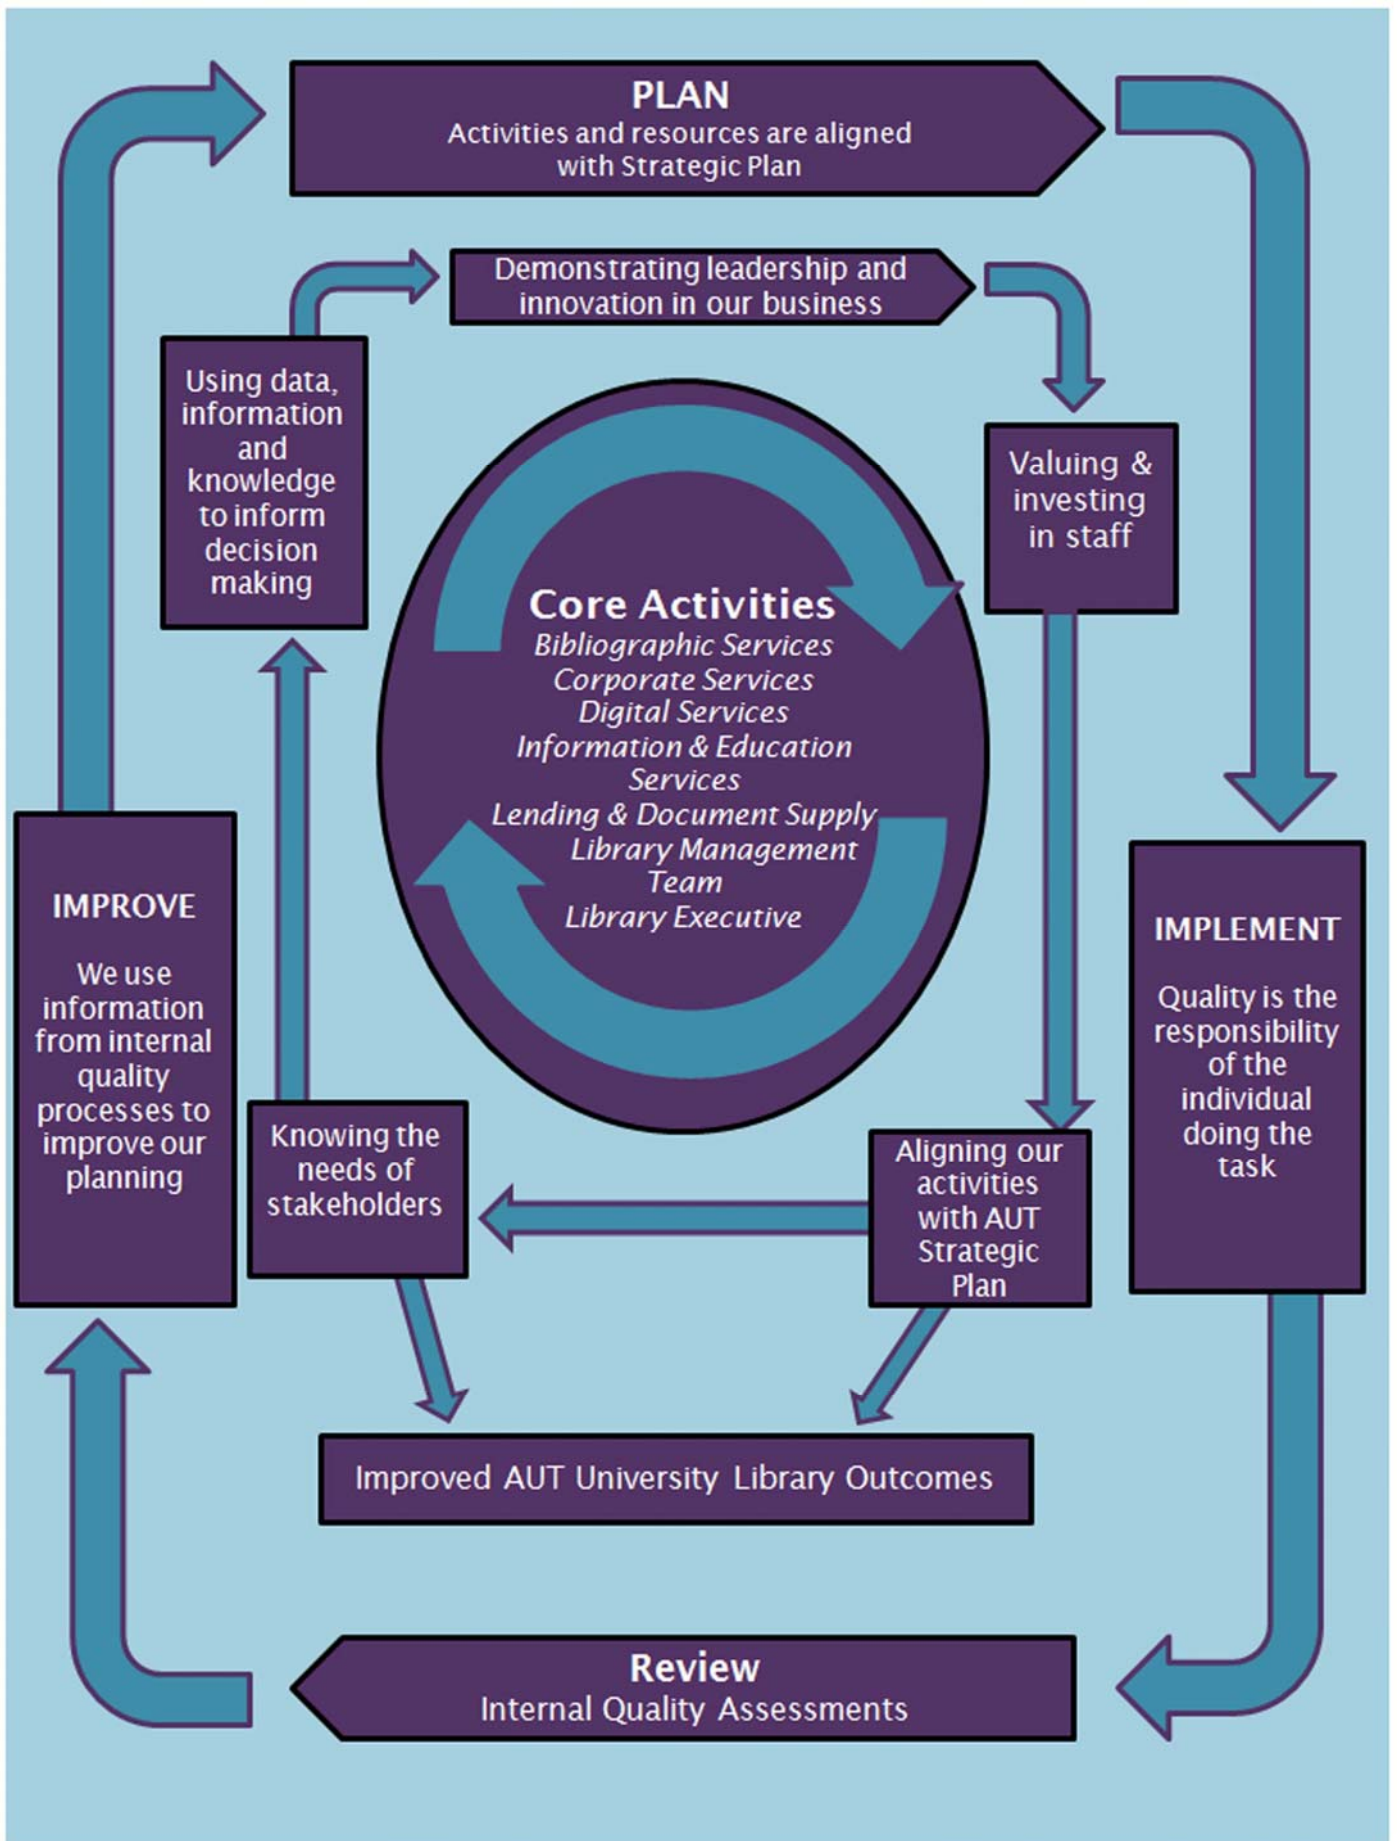 PLAN
Activities and resources are aligned
with Strategic Plan
Demonstrating leadership and
innovation in our business
Using data,
information
and
knowledge
to inform
decision
making
Valuing &
investing
in staff
Core Activities
Bibliographic Services
Corporate Services
Digital Services
Information & Education
Services
Lending & Document Supply
Library Management
Team
Library Executive
IMPROVE
We use
information
from internal
quality
processes to
improve our
planning
IMPLEMENT
Quality is the
responsibility
of the
individual
doing the
task
Knowing the
needs of
stakeholders
Aligning our
activities
with AUT
Strategic
Plan
Improved AUT University Library Outcomes
Review
Internal Quality Assessments